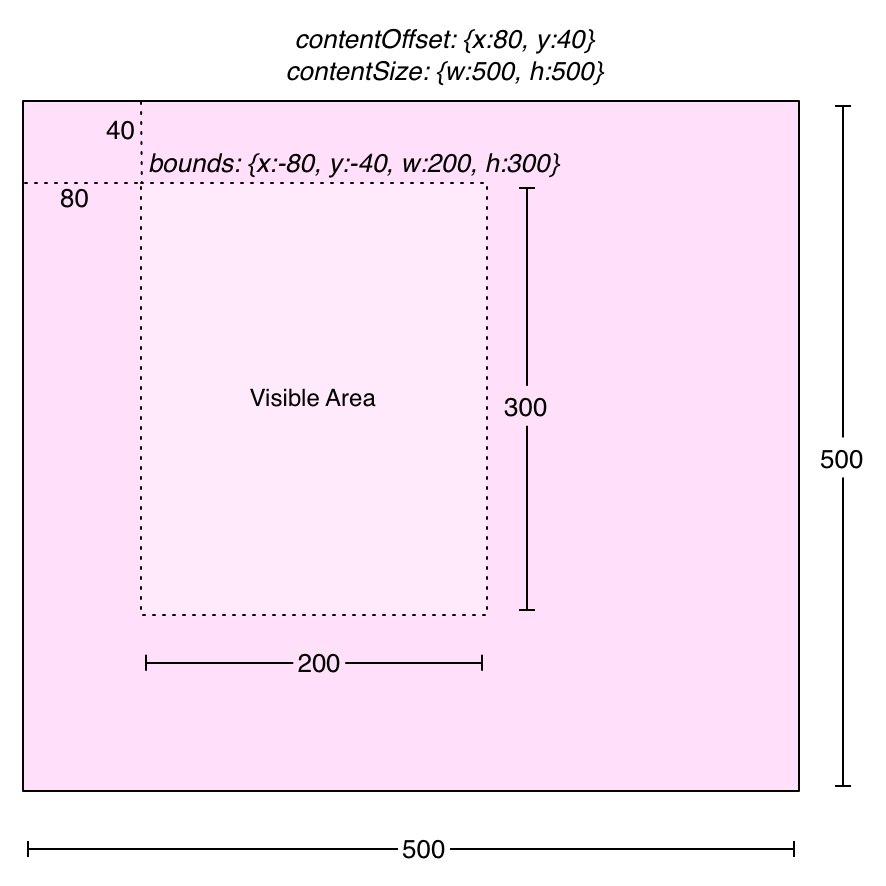 contentOffset: {x:80, y:40}
contentSize: {w:500, h:500}
40
bounds: {x:-80, y:-40, w:200, h:300}
80
Visible Area
300
500
200
500